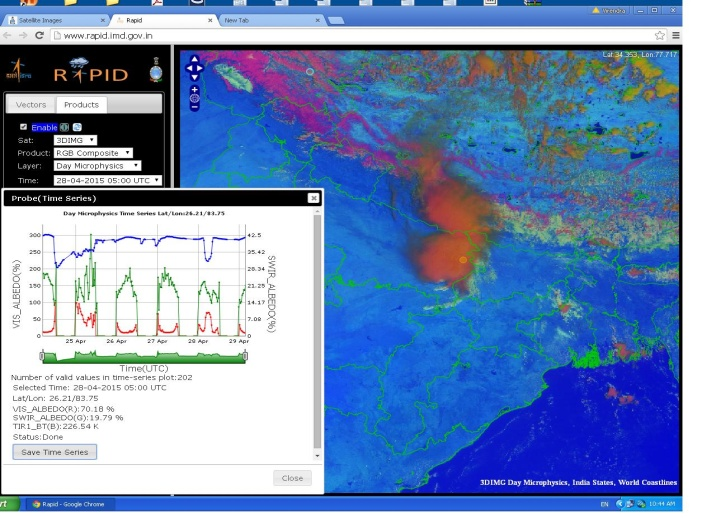 Virendra
Satellite Images
Rapid
New Tab
www.rapid.imd.gov.in
Lat:34.353, Lon:77.717
RAPID
Vectors Products
Enable
Sat: 3DIMG
Product: RGB Composite
Layer: Day Microphysics
Time: 28-04-2015 05:00 UTC
Probe(Time Series)
Day Microphysics Time Series Lat/Lon:26.21/83.75
300 42.5
250 35.42
200 28.34
150 21.25
100 14.17
50 7.08
0 0
VIS_ALBEDO(%)
SWIR_ALBEDO(%)
25 Apr 26 Apr 27 Apr 28 Apr 29 Apr
Time(UTC)
Number of valid values in time-series plot:202
Selected Time: 28-04-2015 05:00 UTC
Lat/Lon: 26.21/83.75
VIS_ALBEDO(R):70.18 %
SWIR_ALBEDO(G):19.79 %
TIR1_BT(B):226.54 K
Status:Done
Save Time Series
Close
3DIMG Day Microphysics, India States, World Coastlines
Rapid - Google Chrome
EN
10:44 AM